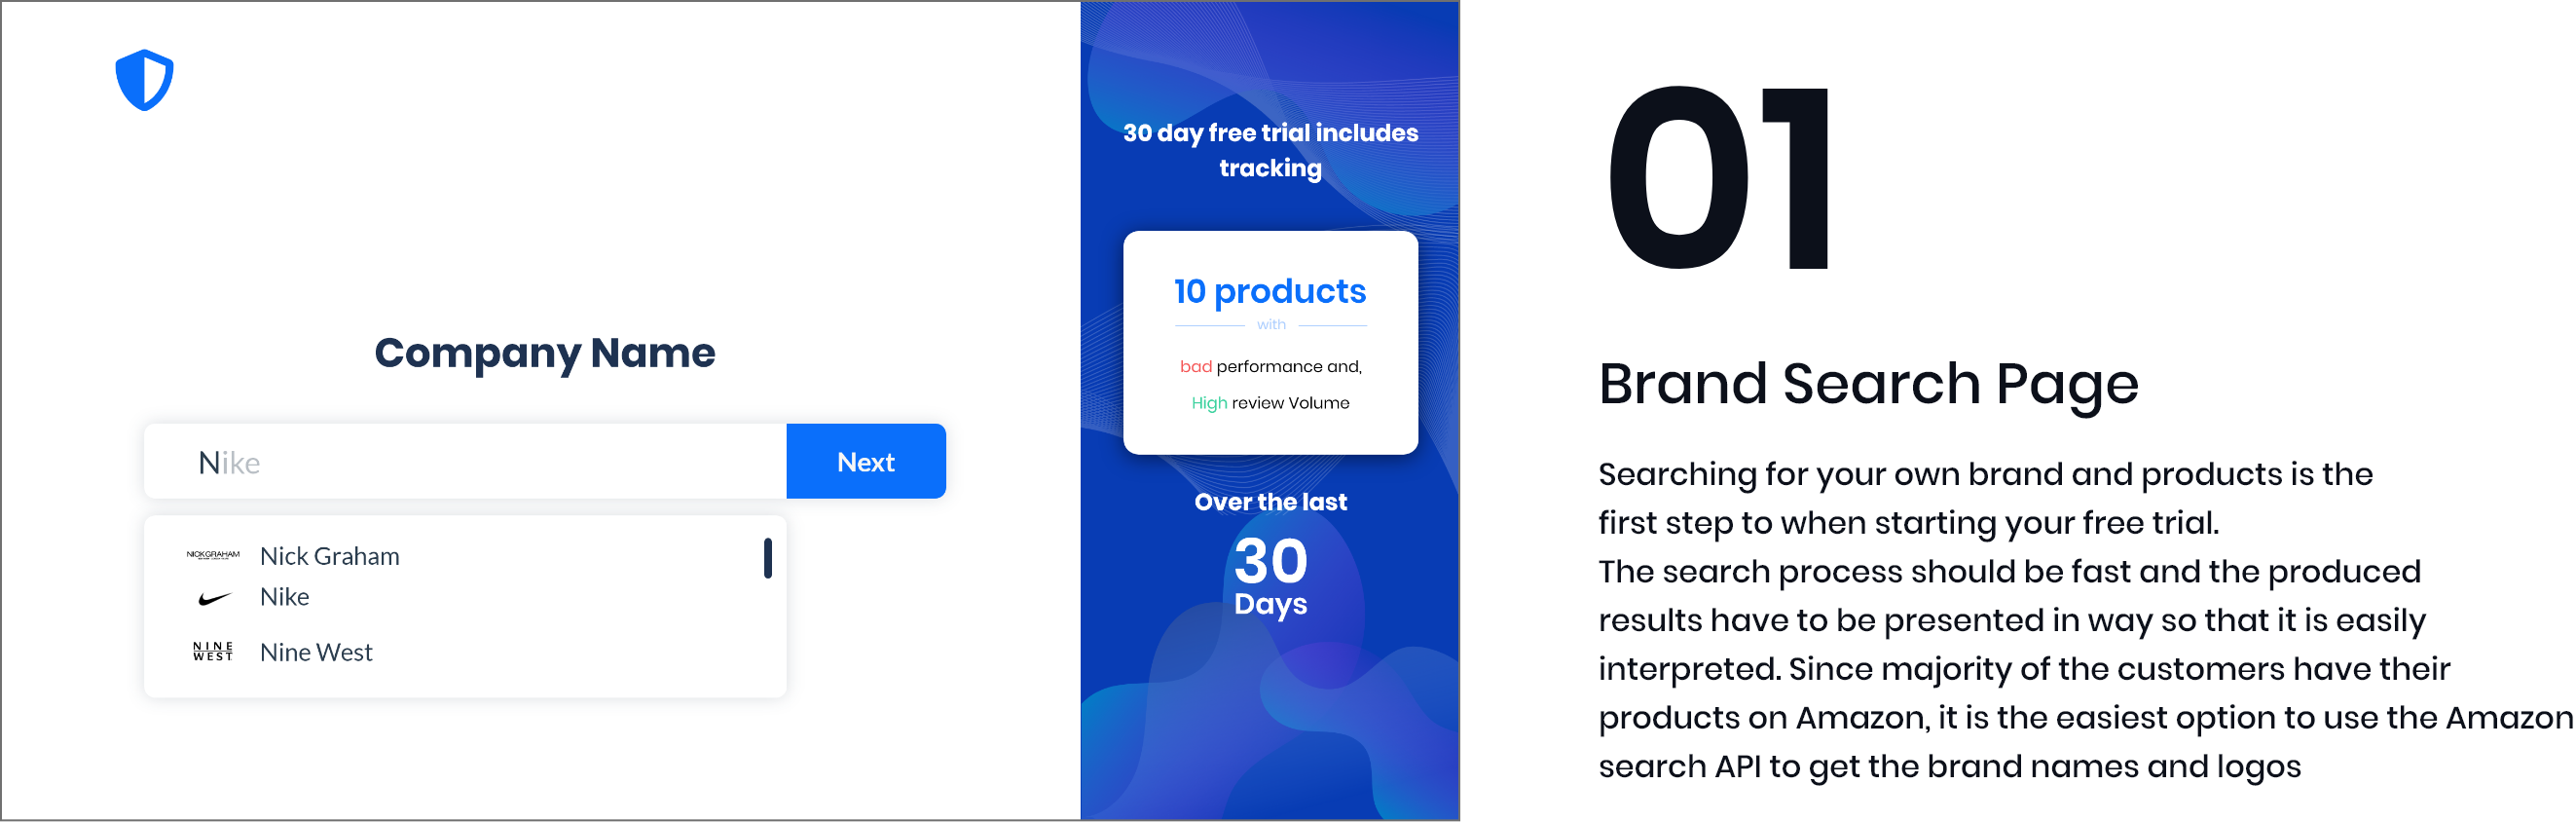 Company Name
Nike
Next
NICKGRAHAM
Nick Graham
Nike
NINE
WEST
Nine West
30 day free trial includes
tracking
10 products
with
bad performance and,
High review Volume
Over the last
30
Days
01
Brand Search Page
Searching for your own brand and products is the
first step to when starting your free trial.
The search process should be fast and the produced
results have to be presented in way so that it is easily
interpreted. Since majority of the customers have their
products on Amazon, it is the easiest option to use the Amazon
search API to get the brand names and logos